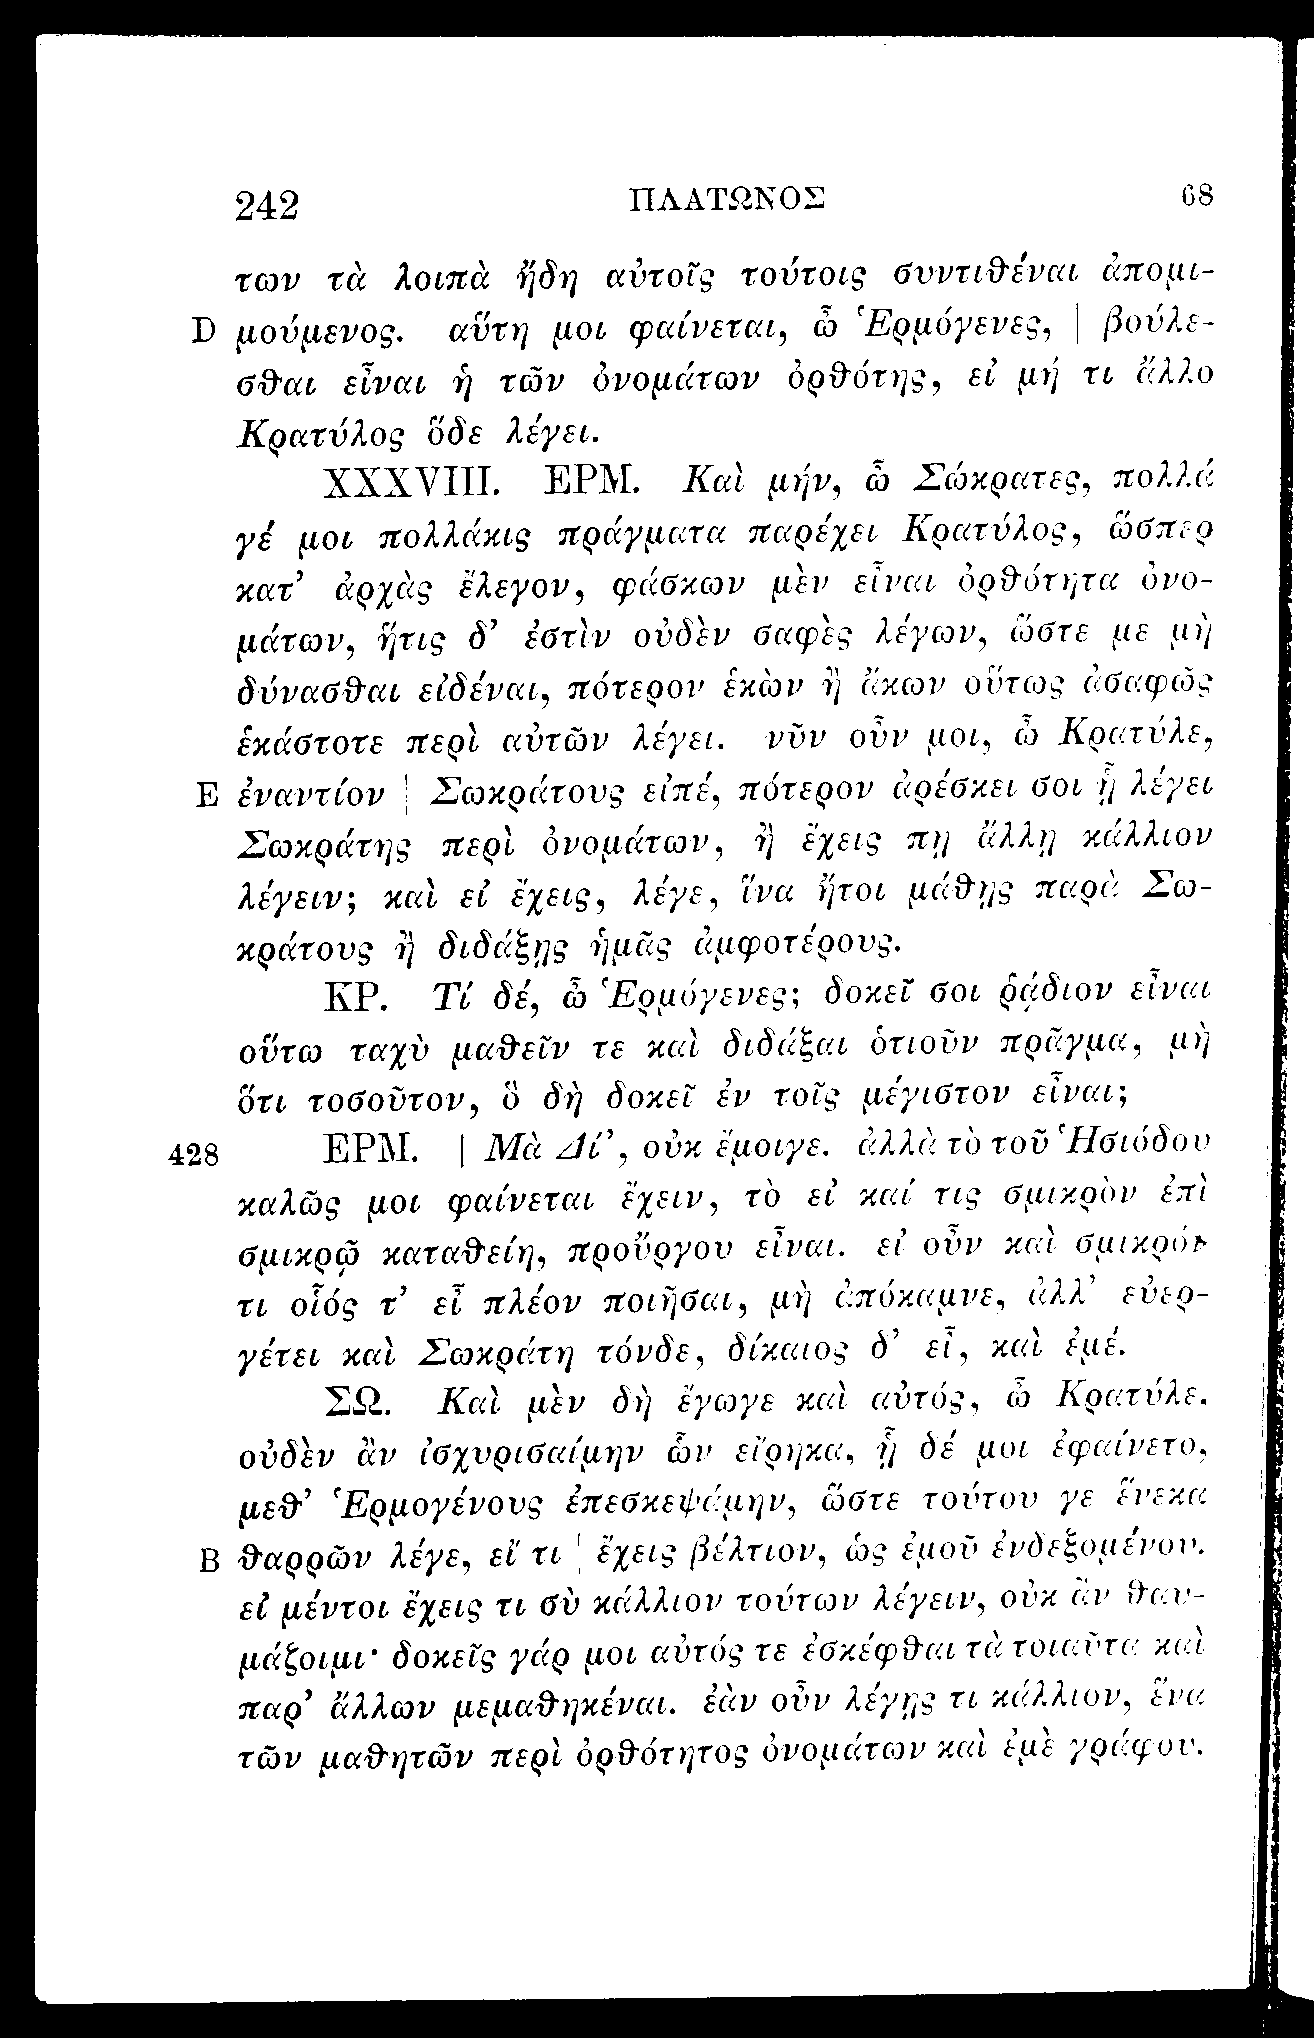 242 ΠΛΑΤΩΝΟΣ 68
των τὰ λοιπὰ ἤδη αὐτοῖς τούτοις συντιθέναι ἀπομι-
D μούμενος. αὕτη μοι φαίνεται, ὦ Ἑρμόγενες, | βούλε-
σθαι εἶναι ἡ τῶν ὀνομάτων ὀρθότης, εἰ μή τι ἄλλο
Κρατύλος ὅδε λέγει.
XXXVIII. ΕΡΜ. Καὶ μήν, ὦ Σώκρατες, πολλά
γέ μοι πολλάκις πράγματα παρέχει Κρατύλος, ὥσπερ
κατ’ ἀρχὰς ἔλεγον, φάσκων μὲν εἶναι ὀρθότητα ὀνο-
μάτων, ἥτις δ’ ἐστὶν οὐδὲν σαφὲς λέγων, ὥστε με μὴ
δύνασθαι εἰδέναι, πότερον ἑκὼν ἢ ἄκων οὕτως ἀσαφῶς
ἑκάστοτε περὶ αὐτῶν λέγει. νῦν οὖν μοι, ὦ Κρατύλε,
E ἐναντίον | Σωκράτους εἰπέ, πότερον ἀρέσκει σοι ᾗ λέγει
Σωκράτης περὶ ὀνομάτων, ἢ ἔχεις πῃ ἄλλῃ κάλλιον
λέγειν; καὶ εἰ ἔχεις, λέγε, ἵνα ἤτοι μάθῃς παρὰ Σω-
κράτους ἢ διδάξῃς ἡμᾶς ἀμφοτέρους.
ΚΡ. Τί δέ, ὦ Ἑρμόγενες; δοκεῖ σοι ῥᾴδιον εἶναι
οὕτω ταχὺ μαθεῖν τε καὶ διδάξαι ὁτιοῦν πρᾶγμα, μὴ
ὅτι τοσοῦτον, ὃ δὴ δοκεῖ ἐν τοῖς μέγιστον εἶναι;
428 ΕΡΜ. | Μὰ Δί’, οὐκ ἔμοιγε. ἀλλὰ τὸ τοῦ Ἡσιόδου
καλῶς μοι φαίνεται ἔχειν, τὸ εἰ καί τις σμικρὸν ἐπὶ
σμικρῷ καταθείη, προὔργου εἶναι. εἰ οὖν καὶ σμικρόν
τι οἷός τ’ εἶ πλέον ποιῆσαι, μὴ ἀπόκαμνε, ἀλλ’ εὐερ-
γέτει καὶ Σωκράτη τόνδε, δίκαιος δ’ εἶ, καὶ ἐμέ.
ΣΩ. Καὶ μὲν δὴ ἔγωγε καὶ αὐτός, ὦ Κρατύλε.
οὐδὲν ἂν ἰσχυρισαίμην ὧν εἴρηκα, ᾗ δέ μοι ἐφαίνετο,
μεθ’ Ἑρμογένους ἐπεσκεψάμην, ὥστε τούτου γε ἕνεκα
B θαρρῶν λέγε, εἴ τι | ἔχεις βέλτιον, ὡς ἐμοῦ ἐνδεξομένου.
εἰ μέντοι ἔχεις τι σὺ κάλλιον τούτων λέγειν, οὐκ ἂν θαυ-
μάζοιμι· δοκεῖς γάρ μοι αὐτός τε ἐσκέφθαι τὰ τοιαῦτα καὶ
παρ’ ἄλλων μεμαθηκέναι. ἐὰν οὖν λέγῃς τι κάλλιον, ἕνα
τῶν μαθητῶν περὶ ὀρθότητος ὀνομάτων καὶ ἐμὲ γράφου.